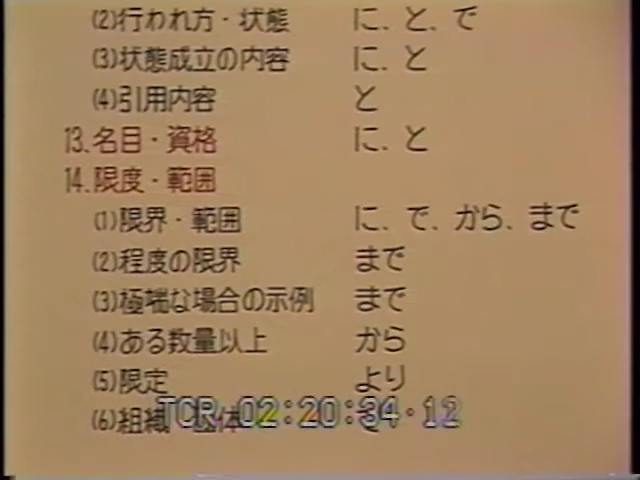 (2)行われ方・状態 に、と、で
(3)状態成立の内容 に、と
(4)引用内容 と
13.名目・資格 に、と
14.限度・範囲
(1)限界・範囲 に、で、から、まで
(2)程度の限界 まで
(3)極端な場合の示例 まで
(4)ある数量以上 から
(5)限定 より
(6)組織
TCR 02:20:34·12